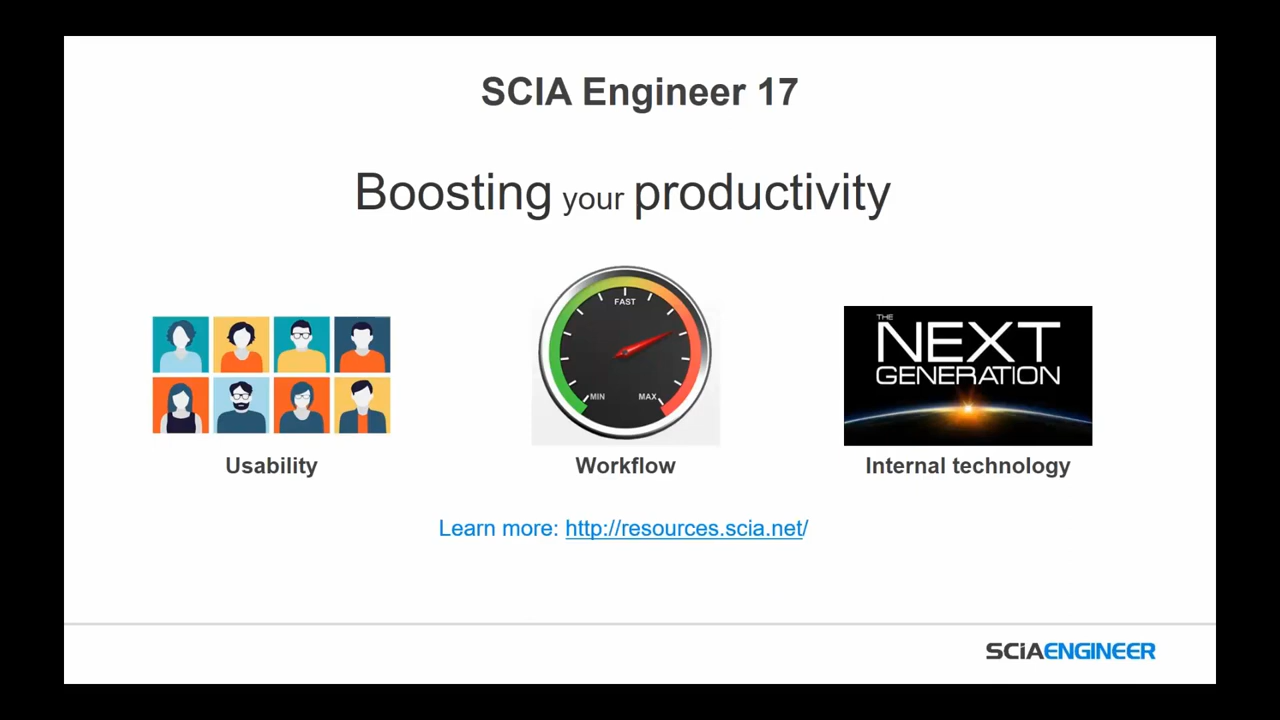 SCIA Engineer 17
Boosting your productivity
FAST
MIN MAX
THE
NEXT
GENERATION
Usability
Workflow
Internal technology
Learn more: http://resources.scia.net/
SCiAENGINEER